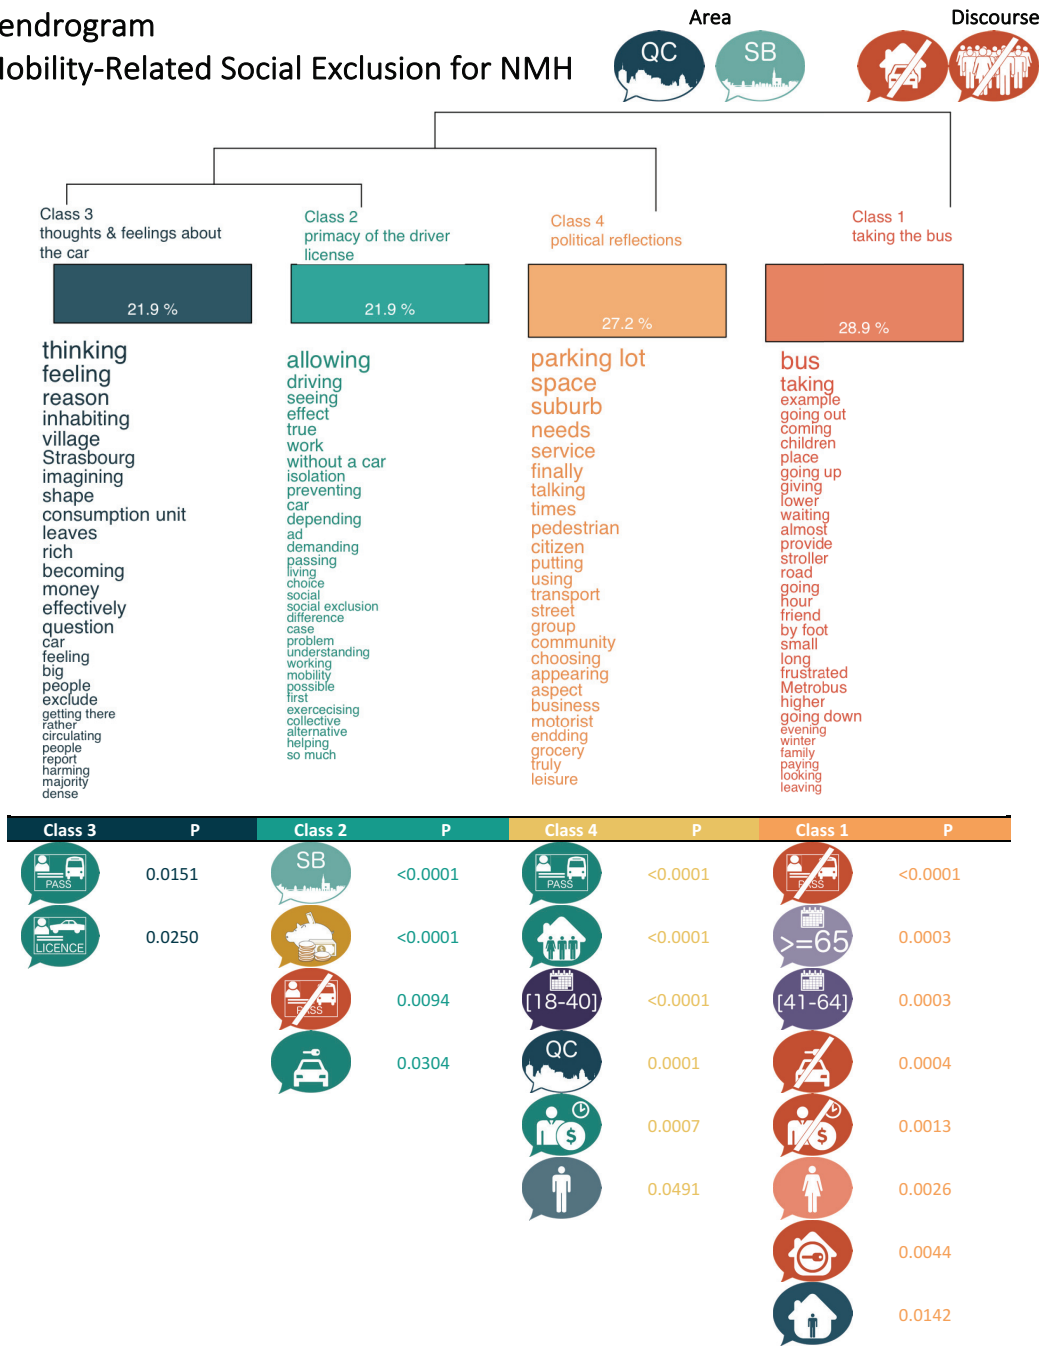 endrogram
Mobility-Related Social Exclusion for NMH
Area
Discourse
QC
SB
Class 3
thoughts & feelings about
the car
Class 2
primacy of the driver
license
Class 4
political reflections
Class 1
taking the bus
21.9 %
21.9 %
27.2 %
28.9 %
thinking
feeling
reason
inhabiting
village
Strasbourg
imagining
shape
consumption unit
leaves
rich
becoming
money
effectively
question
car
feeling
big
people
exclude
getting there
rather
circulating
people
report
harming
majority
dense
allowing
driving
seeing
effect
true
work
without a car
isolation
preventing
car
depending
ad
demanding
passing
living
choice
social
social exclusion
difference
case
problem
understanding
working
mobility
possible
first
exercecising
collective
alternative
helping
so much
parking lot
space
suburb
needs
service
finally
talking
times
pedestrian
citizen
putting
using
transport
street
group
community
choosing
appearing
aspect
business
motorist
endding
grocery
truly
leisure
bus
taking
example
going out
coming
children
place
going up
giving
lower
waiting
almost
provide
stroller
road
going
hour
friend
by foot
small
long
frustrated
Metrobus
higher
going down
evening
winter
family
paying
looking
leaving
Class 3 P Class 2 P Class 4 P Class 1 P
PASS 0.0151 SB <0.0001 PASS <0.0001 PASS <0.0001
LICENCE 0.0250 <0.0001 <0.0001 >=65 0.0003
PASS 0.0094 [18-40] <0.0001 [41-64] 0.0003
0.0304 QC 0.0001 0.0004
$ 0.0007 $ 0.0013
0.0491 0.0026
0.0044
0.0142